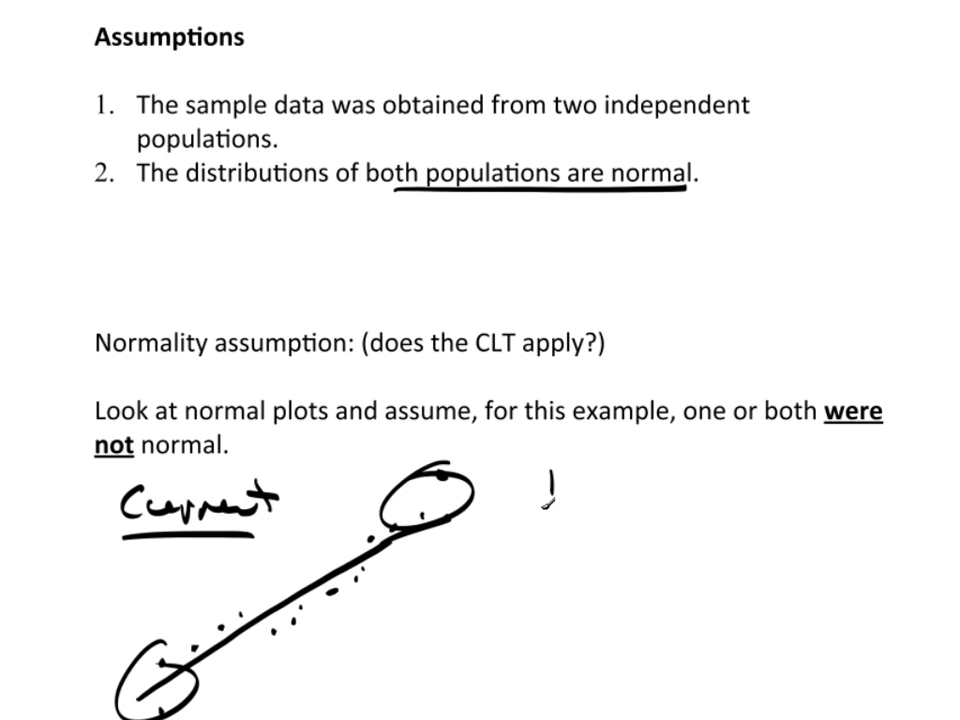 Assumptions
1. The sample data was obtained from two independent
populations.
2. The distributions of both populations are normal.
Normality assumption: (does the CLT apply?)
Look at normal plots and assume, for this example, one or both were
not normal.
Current